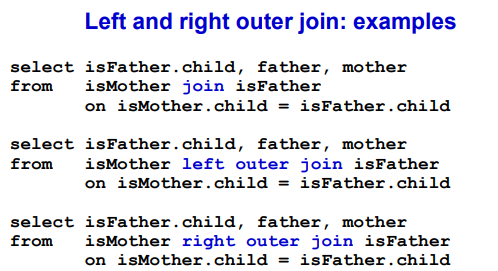 Left and right outer join: examples
select isFather.child, father, mother
from isMother join isFather
on isMother.child = isFather.child
select isFather.child, father, mother
from isMother left outer join isFather
on isMother.child = isFather.child
select isFather.child, father, mother
from isMother right outer join isFather
on isMother.child = isFather.child